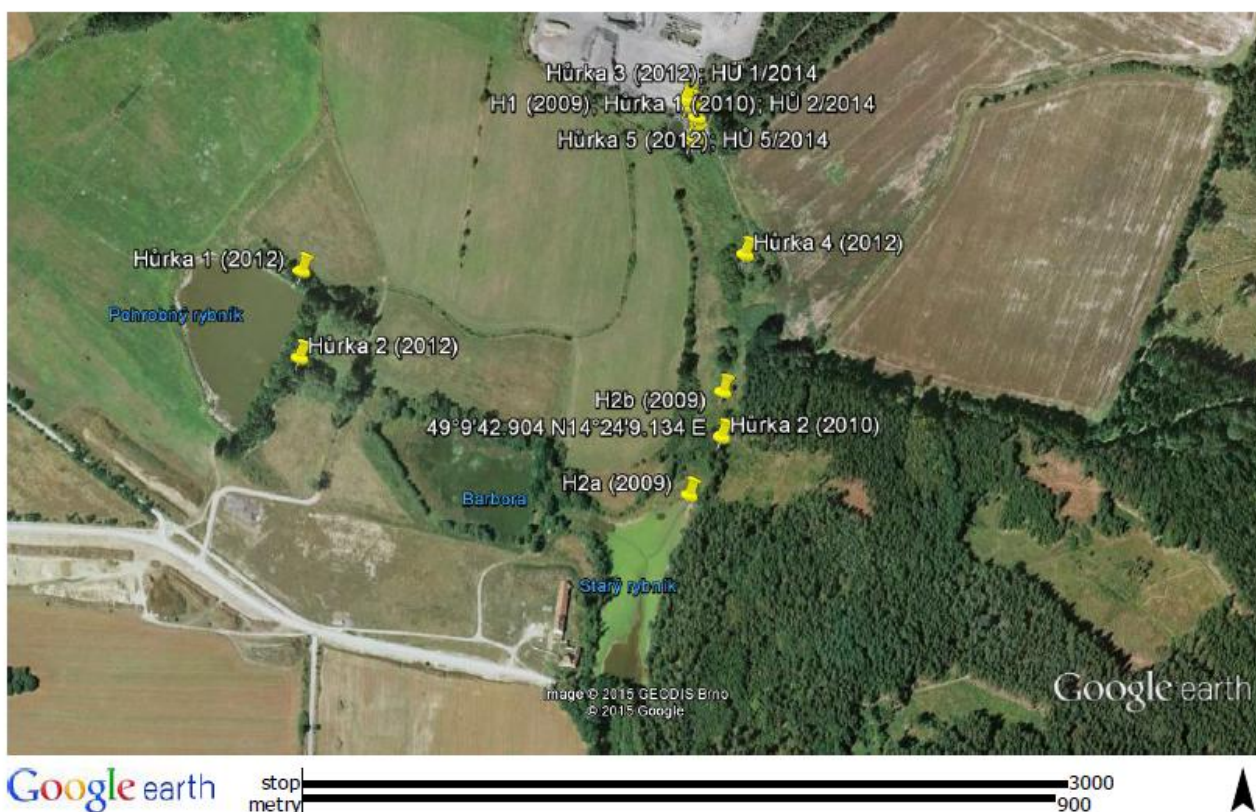 Hůrka 3 (2012); HŮ 1/2014
H1 (2009), Hůrka 1 (2010); HŮ 2/2014
Hůrka 5 (2012); HŮ 5/2014
Hůrka 4 (2012)
Hůrka 1 (2012)
Pohrobný rybník
Hůrka 2 (2012)
H2b (2009)
49°9'42.904 N14°24'9.134 E
Hůrka 2 (2010)
H2a (2009)
Barbora
Starý rybník
Image © 2015 GEODIS Brno
© 2015 Google
Google earth
Google earth
stop 3000
metry 900